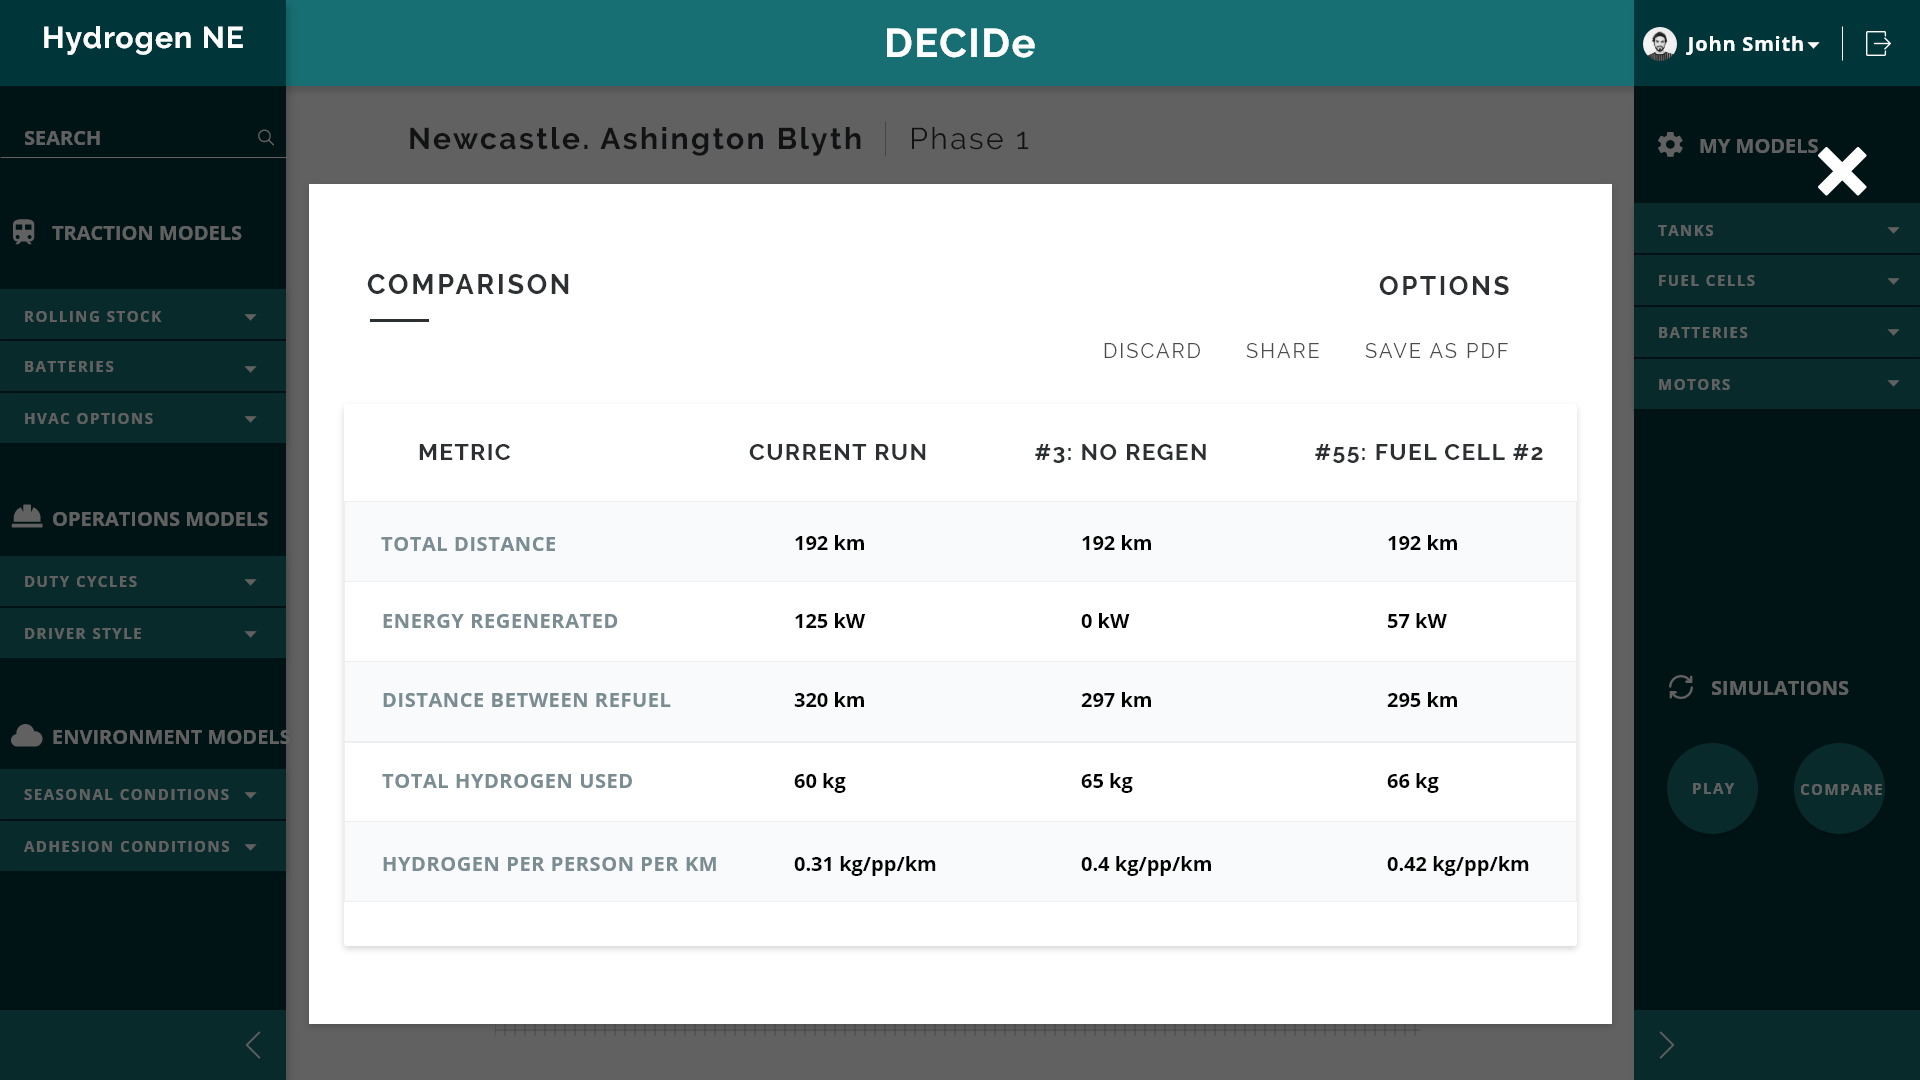 Hydrogen NE
DECIDe
John Smith
SEARCH
Newcastle. Ashington Blyth
Phase 1
MY MODELS
TRACTION MODELS
ROLLING STOCK
BATTERIES
HVAC OPTIONS
OPERATIONS MODELS
DUTY CYCLES
DRIVER STYLE
ENVIRONMENT MODELS
SEASONAL CONDITIONS
ADHESION CONDITIONS
COMPARISON
OPTIONS
DISCARD SHARE SAVE AS PDF
METRIC CURRENT RUN #3: NO REGEN #55: FUEL CELL #2
TOTAL DISTANCE 192 km 192 km 192 km
ENERGY REGENERATED 125 kW 0 kW 57 kW
DISTANCE BETWEEN REFUEL 320 km 297 km 295 km
TOTAL HYDROGEN USED 60 kg 65 kg 66 kg
HYDROGEN PER PERSON PER KM 0.31 kg/pp/km 0.4 kg/pp/km 0.42 kg/pp/km
TANKS
FUEL CELLS
BATTERIES
MOTORS
SIMULATIONS
PLAY
COMPARE